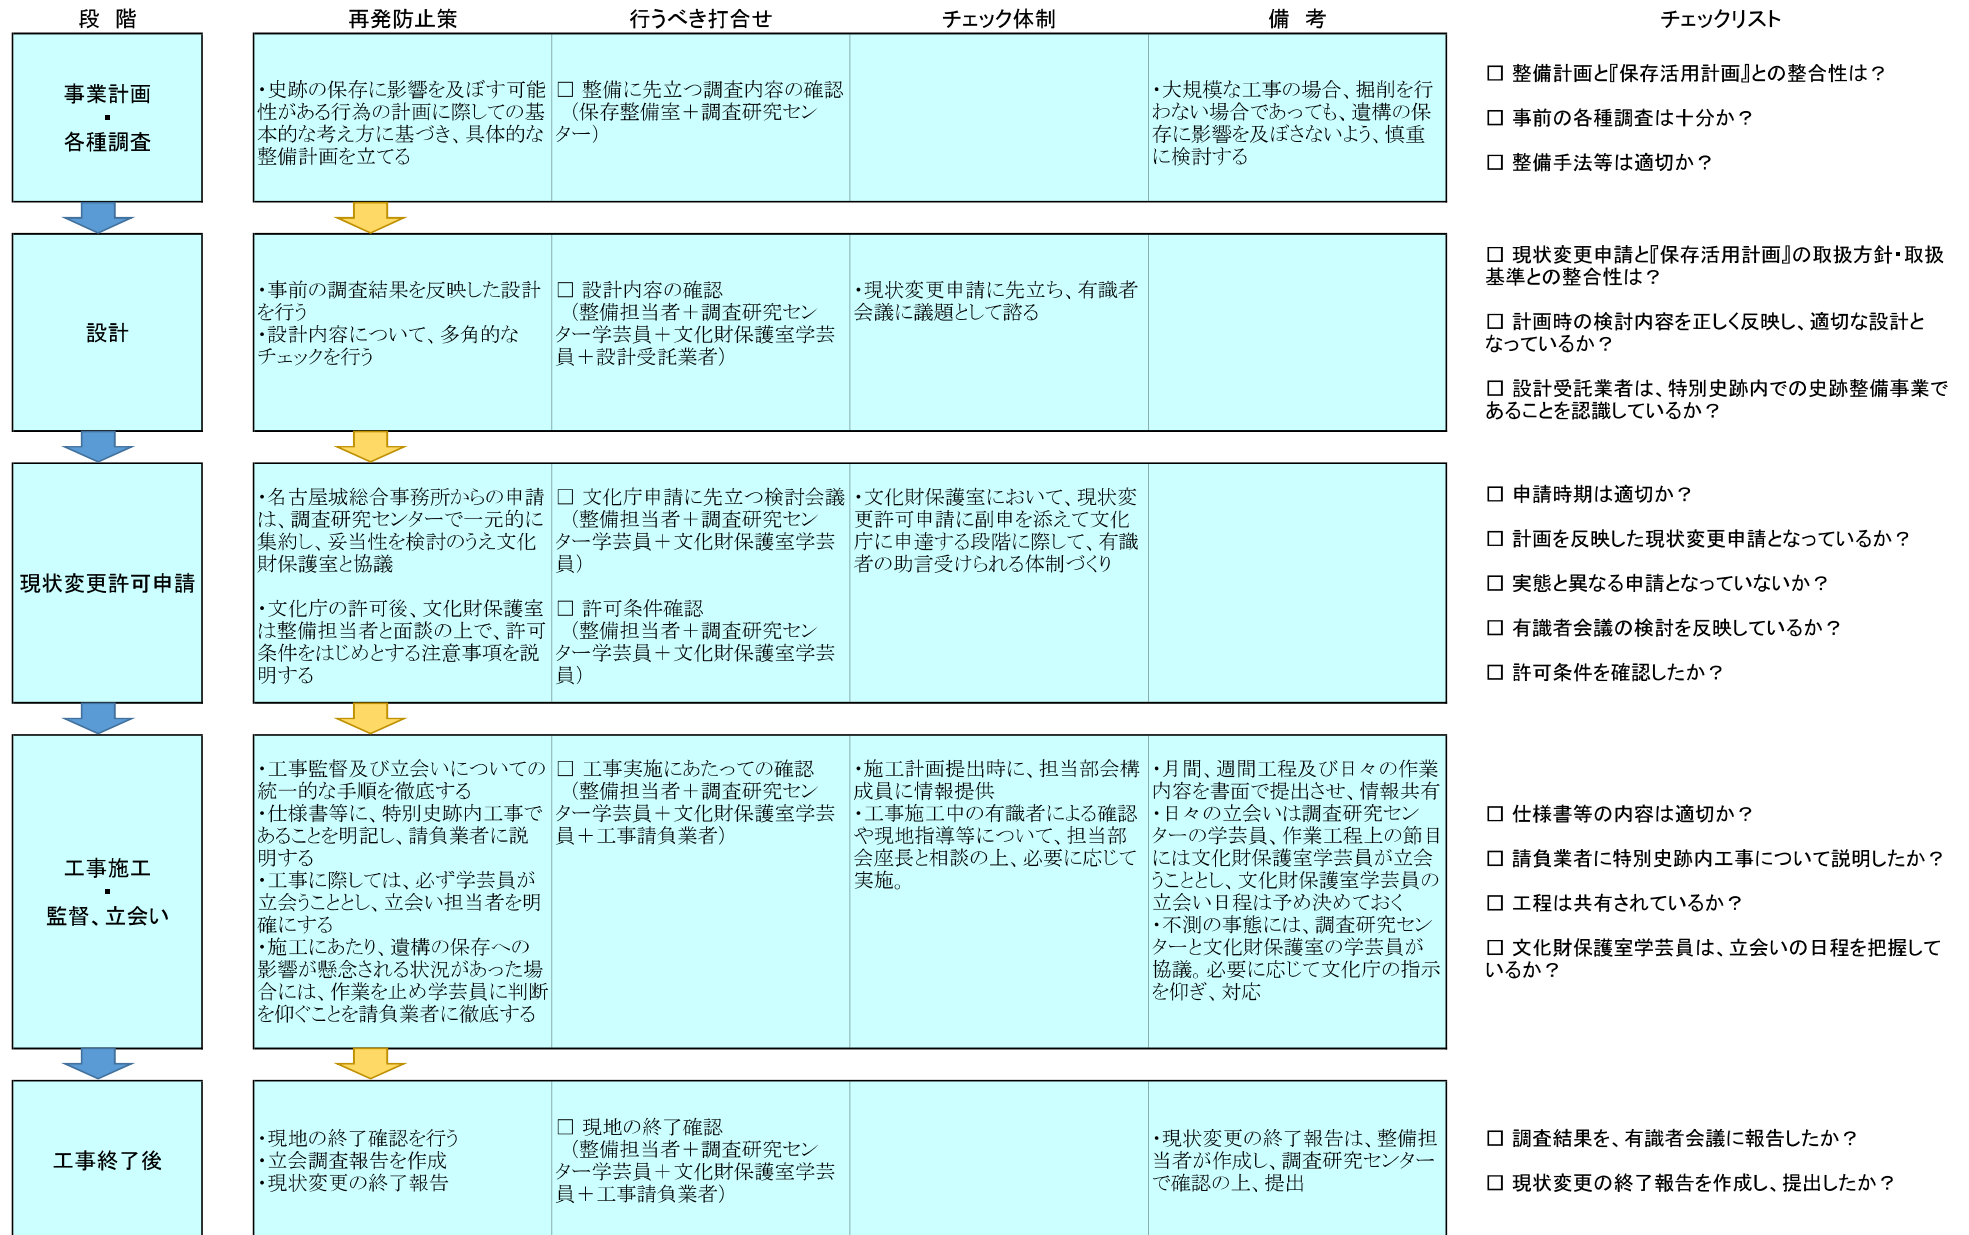 段 階
再発防止策
行うべき打合せ
チェック体制
備 考
チェックリスト
事業計画
・
各種調査
・史跡の保存に影響を及ぼす可能
性がある行為の計画に際しての基
本的な考え方に基づき、具体的な
整備計画を立てる
□ 整備に先立つ調査内容の確認
（保存整備室＋調査研究セン
ター）
・大規模な工事の場合、掘削を行
わない場合であっても、遺構の保
存に影響を及ぼさないよう、慎重
に検討する
□ 整備計画と『保存活用計画』との整合性は？
□ 事前の各種調査は十分か？
□ 整備手法等は適切か？
設計
・事前の調査結果を反映した設計
を行う
・設計内容について、多角的な
チェックを行う
□ 設計内容の確認
（整備担当者＋調査研究セン
ター学芸員＋文化財保護室学芸
員＋設計受託業者）
・現状変更申請に先立ち、有識者
会議に議題として諮る
□ 現状変更申請と『保存活用計画』の取扱方針・取扱
基準との整合性は？
□ 計画時の検討内容を正しく反映し、適切な設計と
なっているか？
□ 設計受託業者は、特別史跡内での史跡整備事業で
あることを認識しているか？
現状変更許可申請
・名古屋城総合事務所からの申請
は、調査研究センターで一元的に
集約し、妥当性を検討のうえ文化
財保護室と協議
・文化庁の許可後、文化財保護室
は整備担当者と面談の上で、許可
条件をはじめとする注意事項を説
明する
□ 文化庁申請に先立つ検討会議
（整備担当者＋調査研究セン
ター学芸員＋文化財保護室学芸
員）
□ 許可条件確認
（整備担当者＋調査研究セン
ター学芸員＋文化財保護室学芸
員）
・文化財保護室において、現状変
更許可申請に副申を添えて文化
庁に申達する段階に際して、有識
者の助言受けられる体制づくり
□ 申請時期は適切か？
□ 計画を反映した現状変更申請となっているか？
□ 実態と異なる申請となっていないか？
□ 有識者会議の検討を反映しているか？
□ 許可条件を確認したか？
工事施工
・
監督、立会い
・工事監督及び立会いについての
統一的な手順を徹底する
・仕様書等に、特別史跡内工事で
あることを明記し、請負業者に説
明する
・工事に際しては、必ず学芸員が
立会うこととし、立会い担当者を明
確にする
・施工にあたり、遺構の保存への
影響が懸念される状況があった場
合には、作業を止め学芸員に判断
を仰ぐことを請負業者に徹底する
□ 工事実施にあたっての確認
（整備担当者＋調査研究セン
ター学芸員＋文化財保護室学芸
員＋工事請負業者）
・施工計画提出時に、担当部会構
成員に情報提供
・工事施工中の有識者による確認
や現地指導等について、担当部
会座長と相談の上、必要に応じて
実施。
・月間、週間工程及び日々の作業
内容を書面で提出させ、情報共有
・日々の立会いは調査研究セン
ターの学芸員、作業工程上の節目
には文化財保護室学芸員が立会
うこととし、文化財保護室学芸員の
立会い日程は予め決めておく
・不測の事態には、調査研究セン
ターと文化財保護室の学芸員が
協議。必要に応じて文化庁の指示
を仰ぎ、対応
□ 仕様書等の内容は適切か？
□ 請負業者に特別史跡内工事について説明したか？
□ 工程は共有されているか？
□ 文化財保護室学芸員は、立会いの日程を把握して
いるか？
工事終了後
・現地の終了確認を行う
・立会調査報告を作成
・現状変更の終了報告
□ 現地の終了確認
（整備担当者＋調査研究セン
ター学芸員＋文化財保護室学芸
員＋工事請負業者）
・現状変更の終了報告は、整備担
当者が作成し、調査研究センター
で確認の上、提出
□ 調査結果を、有識者会議に報告したか？
□ 現状変更の終了報告を作成し、提出したか？